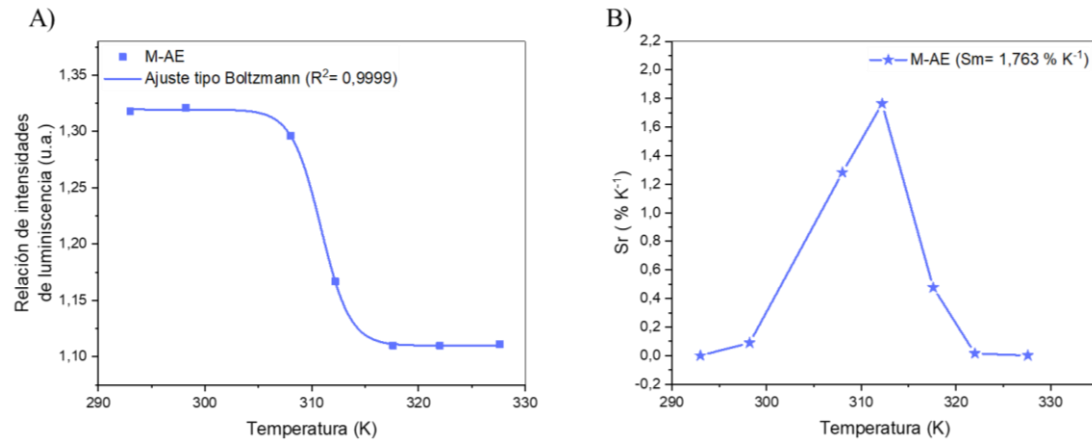 A)
M-AE
Ajuste tipo Boltzmann (R²= 0,9999)
Relación de intensidades
de luminiscencia (u.a.)
1,35
1,30
1,25
1,20
1,15
1,10
290
300
310
320
330
Temperatura (K)
B)
M-AE (Sm= 1,763 % K⁻¹)
Sr ( % K⁻¹)
2,2
2,0
1,8
1,6
1,4
1,2
1,0
0,8
0,6
0,4
0,2
0,0
-0,2
290
300
310
320
330
Temperatura (K)